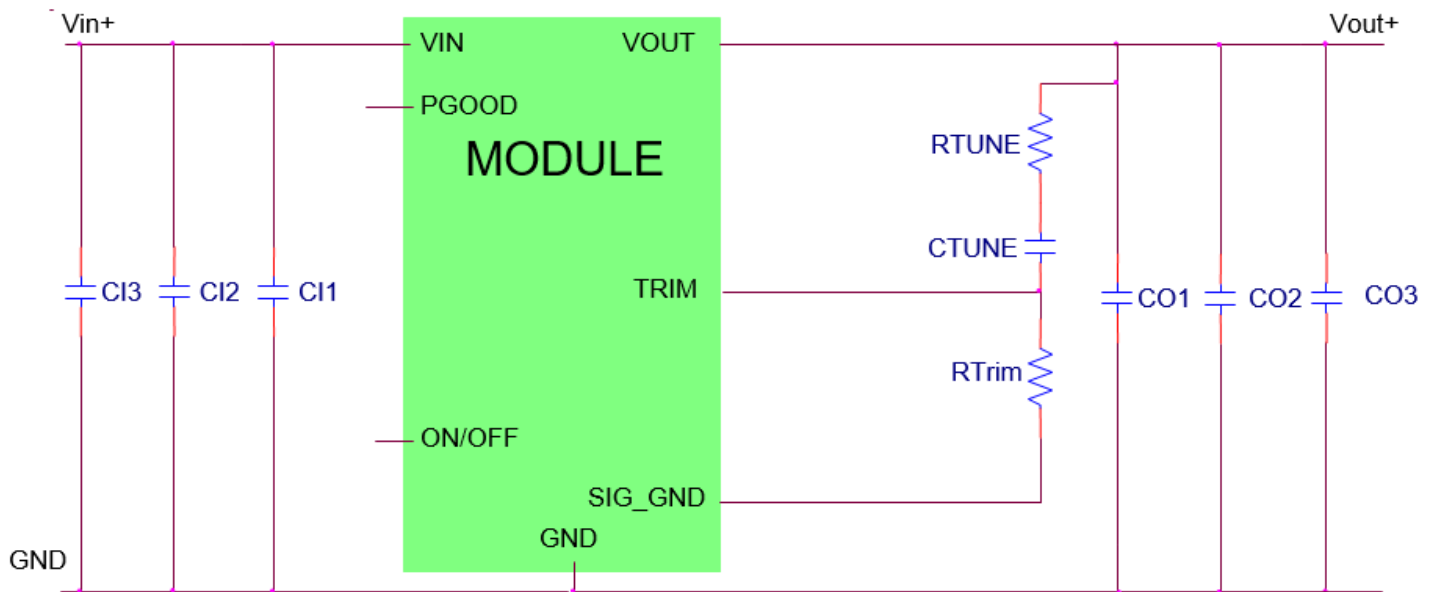 Vin+
Vout+
VIN
VOUT
PGOOD
MODULE
RTUNE
CTUNE
TRIM
CI3
CI2
CI1
CO1
CO2
CO3
RTrim
ON/OFF
SIG_GND
GND
GND